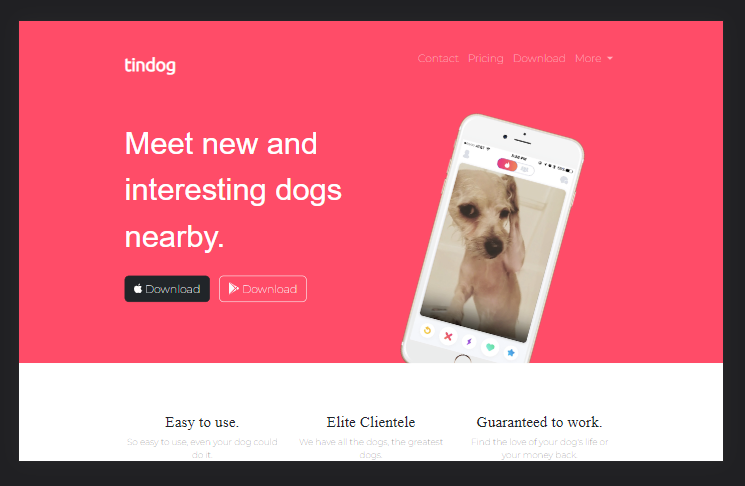 tindog
Contact Pricing Download More
Meet new and
interesting dogs
nearby.
Download Download
Easy to use.
So easy to use, even your dog could
do it.
Elite Clientele
We have all the dogs, the greatest
dogs.
Guaranteed to work.
Find the love of your dog's life or
your money back.